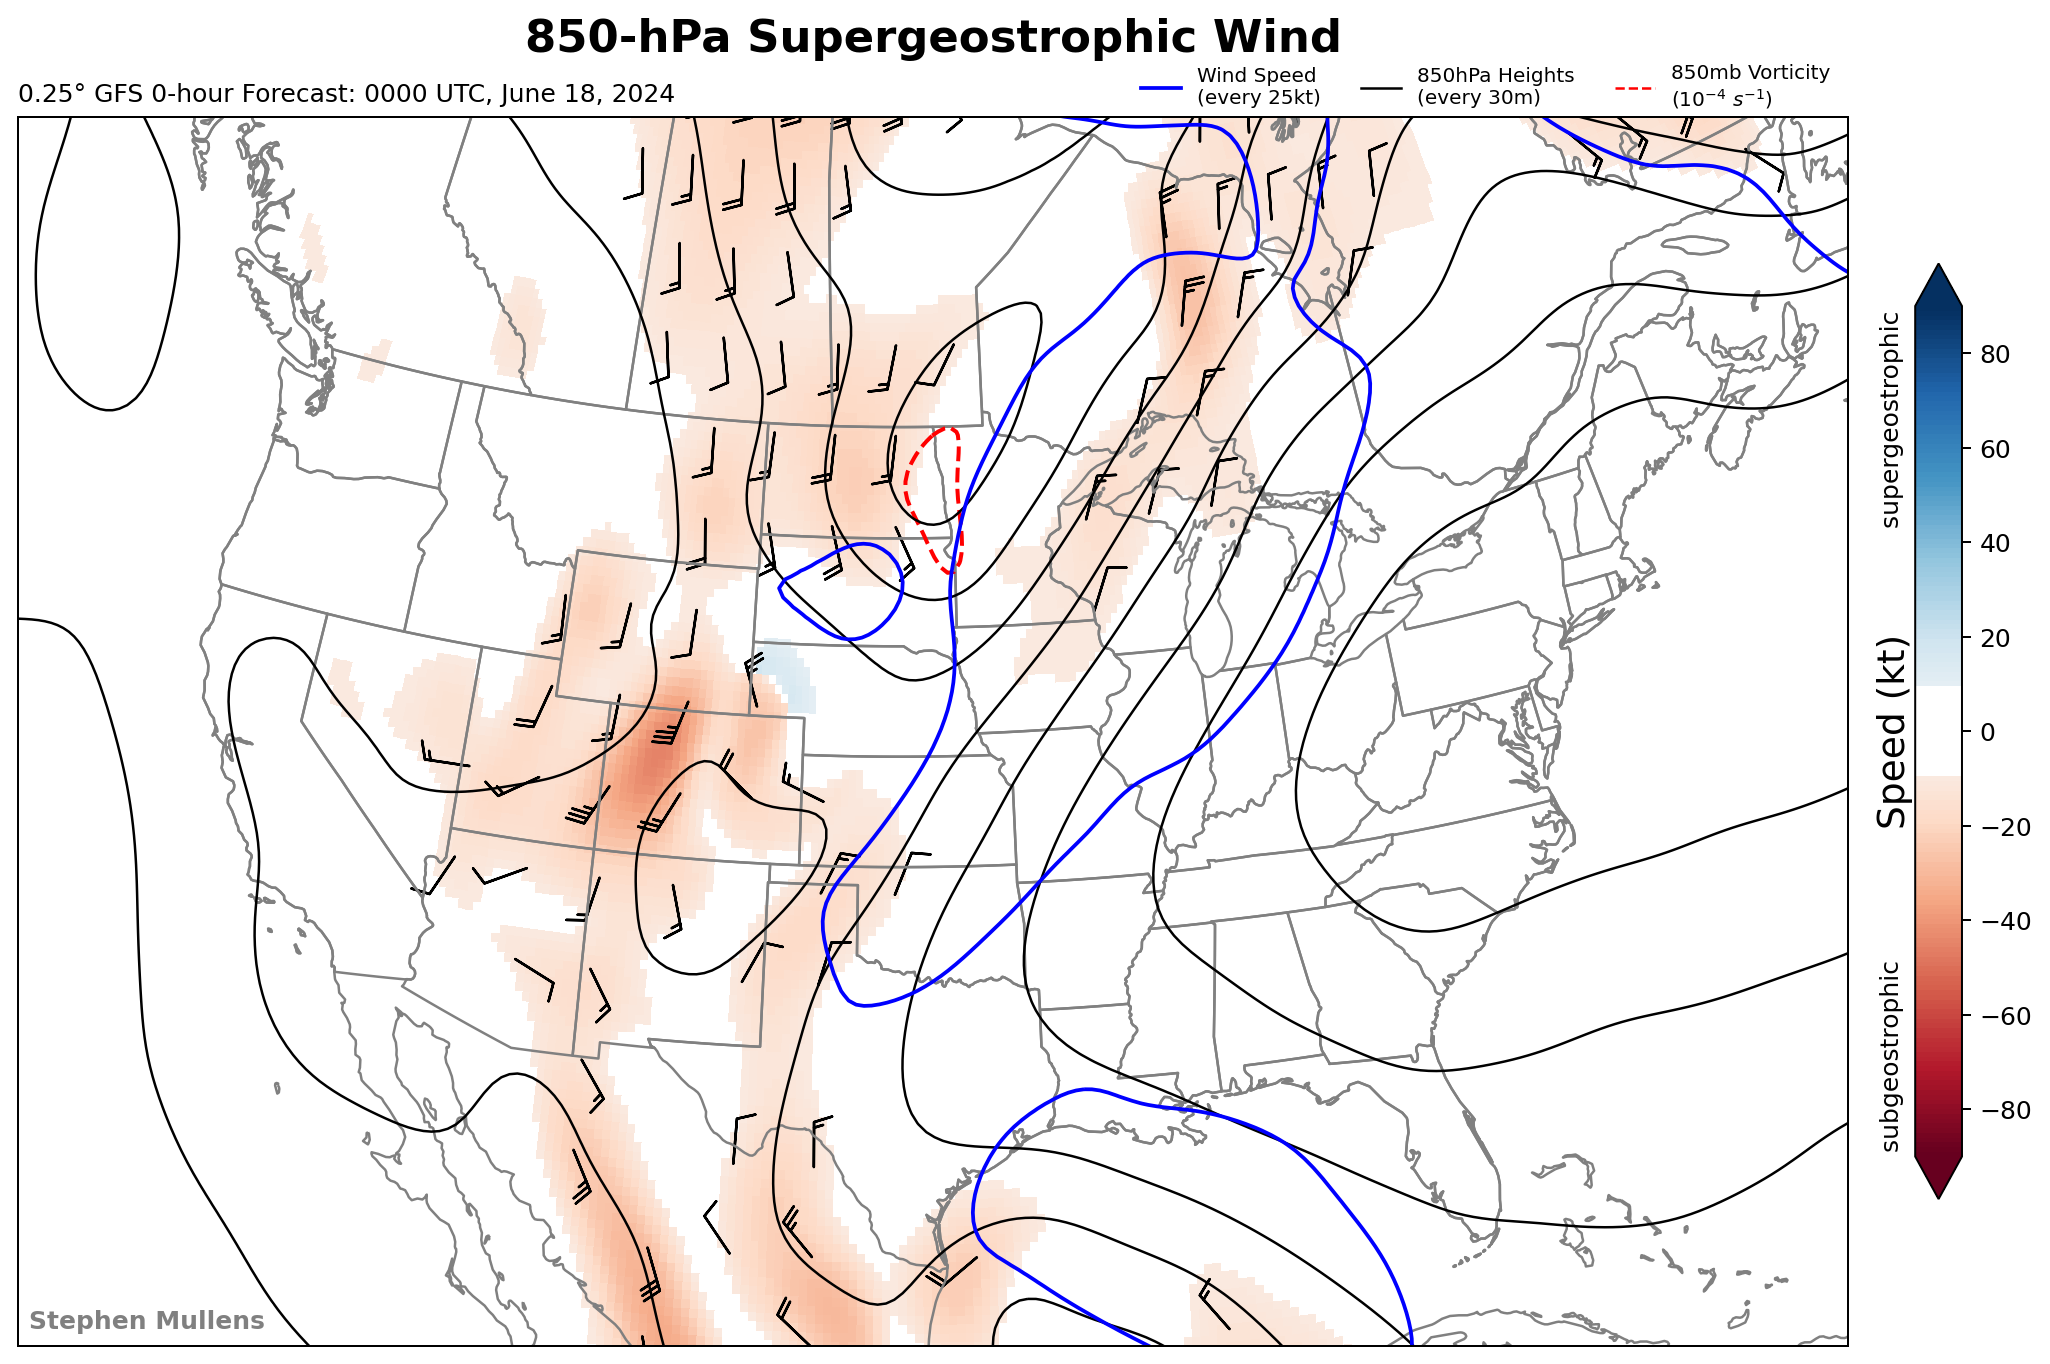 850-hPa Supergeostrophic Wind
0.25° GFS 0-hour Forecast: 0000 UTC, June 18, 2024
Wind Speed
(every 25kt)
850hPa Heights
(every 30m)
850mb Vorticity
(10⁻⁴ s⁻¹)
supergeostrophic
Speed (kt)
subgeostrophic
80
60
40
20
0
−20
−40
−60
−80
Stephen Mullens